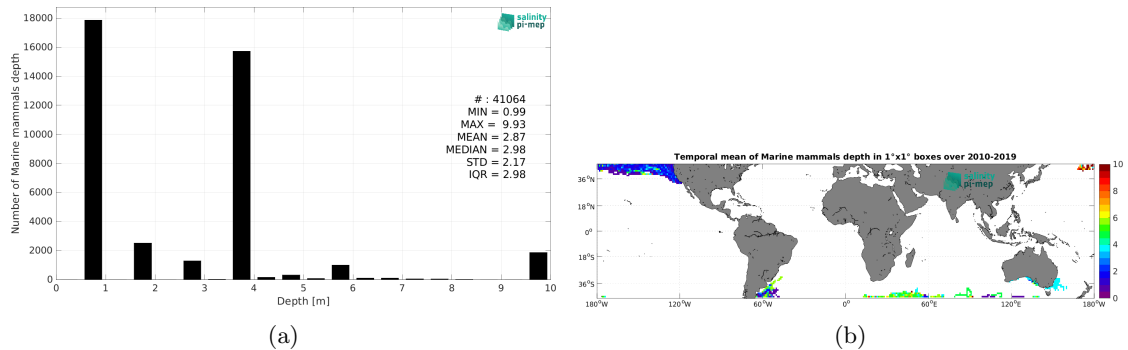 18000
16000
14000
12000
10000
8000
6000
4000
2000
0
Number of Marine mammals depth
salinity
pi-mep
# : 41064
MIN = 0.99
MAX = 9.93
MEAN = 2.87
MEDIAN = 2.98
STD = 2.17
IQR = 2.98
0 1 2 3 4 5 6 7 8 9 10
Depth [m]
(a)
Temporal mean of Marine mammals depth in 1°x1° boxes over 2010-2019
salinity
pi-mep
36°N
18°N
0°
18°S
36°S
180°W 120°W 60°W 0° 60°E 120°E 180°W
10
8
6
4
2
0
(b)